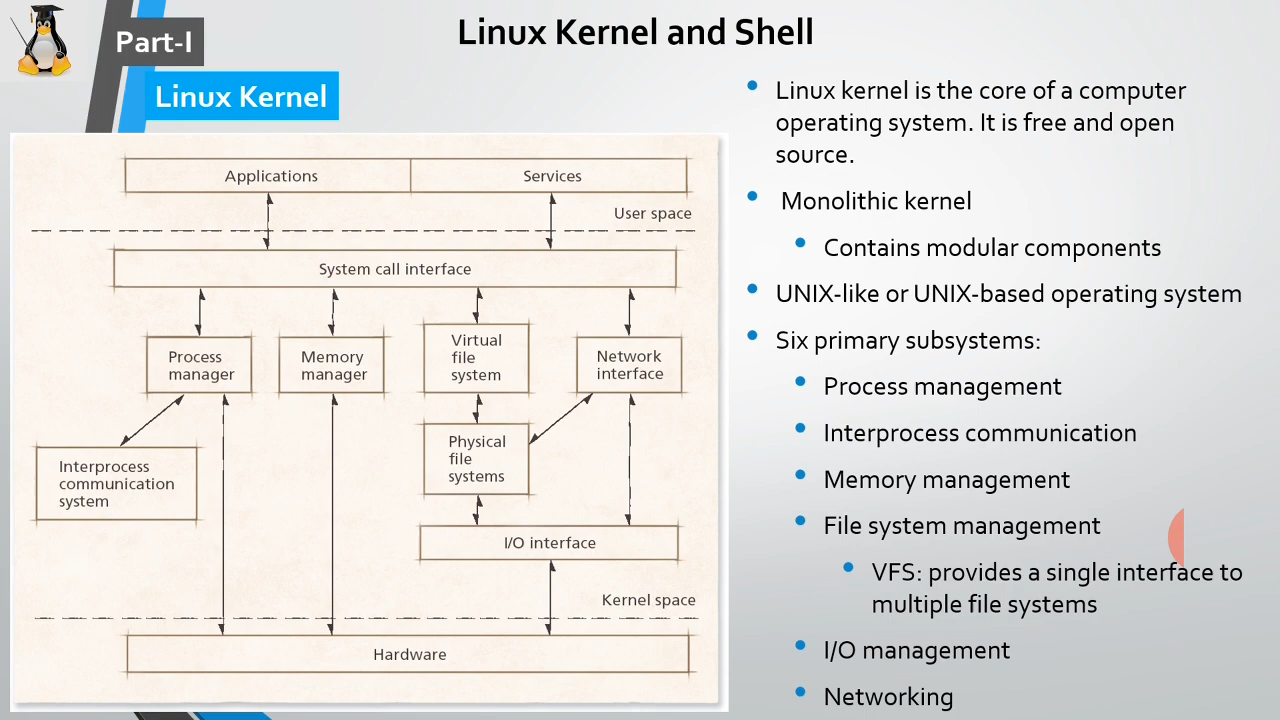 Linux Kernel and Shell
Part-I
Linux Kernel
Applications
Services
User space
System call interface
Process
manager
Memory
manager
Virtual
file
system
Network
interface
Interprocess
communication
system
Physical
file
systems
I/O interface
Kernel space
Hardware
Linux kernel is the core of a computer
operating system. It is free and open
source.
Monolithic kernel
Contains modular components
UNIX-like or UNIX-based operating system
Six primary subsystems:
Process management
Interprocess communication
Memory management
File system management
VFS: provides a single interface to
multiple file systems
I/O management
Networking